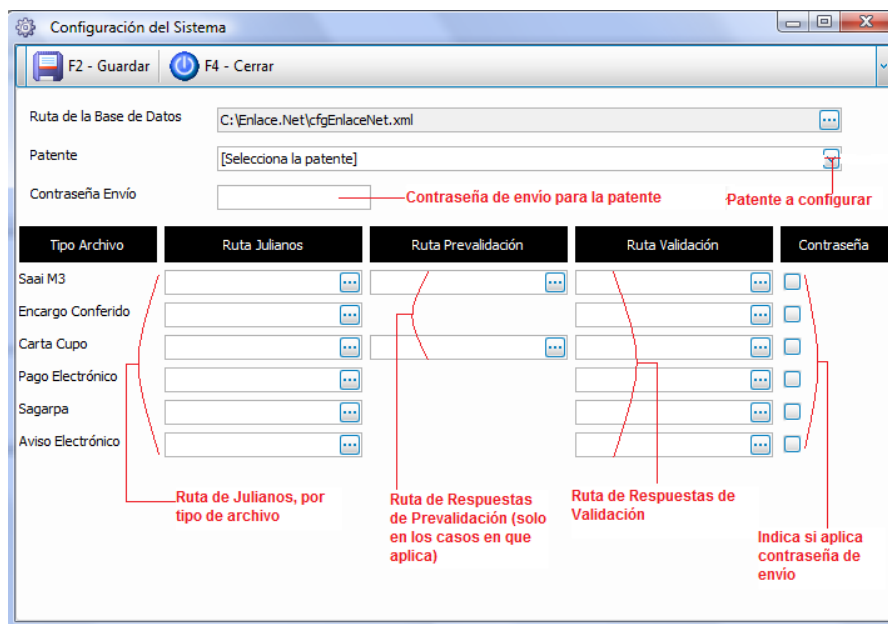 Configuración del Sistema
F2 - Guardar
F4 - Cerrar
Ruta de la Base de Datos
C:\Enlace.Net\cfgEnlaceNet.xml
Patente
[Selecciona la patente]
Contraseña Envío
Contraseña de envío para la patente
Patente a configurar
Tipo Archivo
Ruta Julianos
Ruta Prevalidación
Ruta Validación
Contraseña
Saai M3
Encargo Conferido
Carta Cupo
Pago Electrónico
Sagarpa
Aviso Electrónico
Ruta de Julianos, por
tipo de archivo
Ruta de Respuestas
de Prevalidación (solo
en los casos en que
aplica)
Ruta de Respuestas de
Validación
Indica si aplica
contraseña de
envío